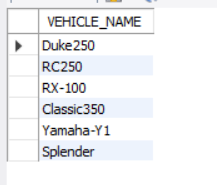 VEHICLE_NAME
Duke250
RC250
RX-100
Classic350
Yamaha-Y1
Splender